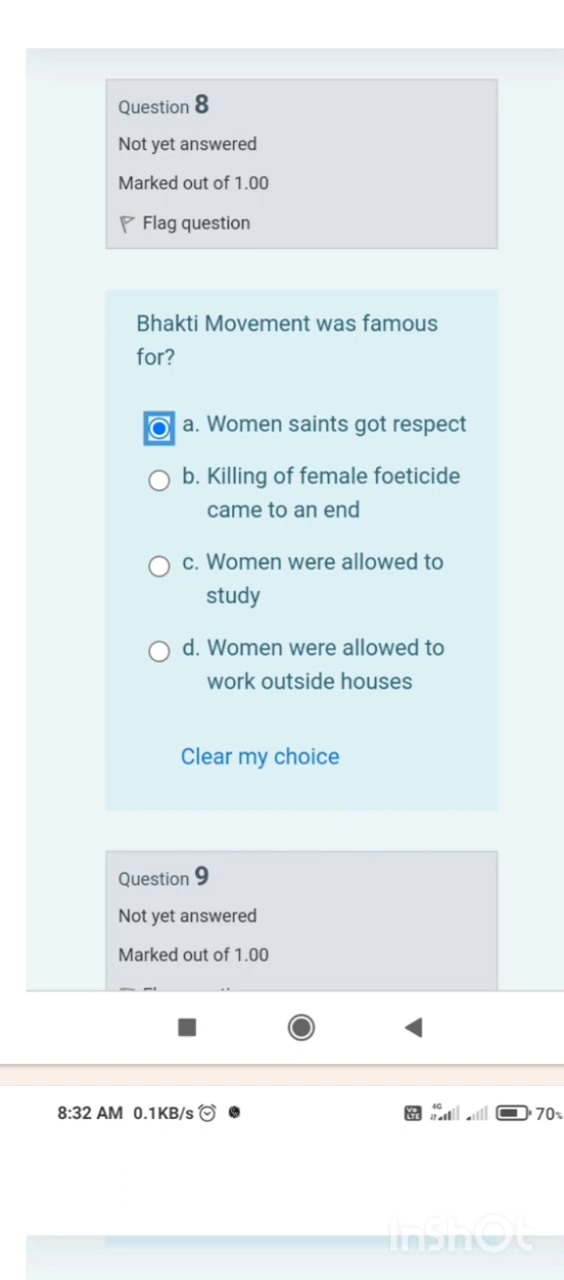 Question 8
Not yet answered
Marked out of 1.00
Flag question
Bhakti Movement was famous
for?
a. Women saints got respect
b. Killing of female foeticide
came to an end
c. Women were allowed to
study
d. Women were allowed to
work outside houses
Clear my choice
Question 9
Not yet answered
Marked out of 1.00
8:32 AM 0.1KB/s Vo LTE 4G 70%
InShOt